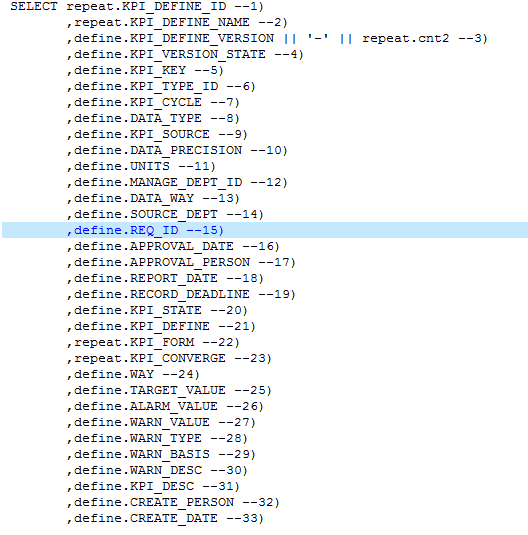 SELECT repeat.KPI_DEFINE_ID --1)
,repeat.KPI_DEFINE_NAME --2)
,define.KPI_DEFINE_VERSION || '-' || repeat.cnt2 --3)
,define.KPI_VERSION_STATE --4)
,define.KPI_KEY --5)
,define.KPI_TYPE_ID --6)
,define.KPI_CYCLE --7)
,define.DATA_TYPE --8)
,define.KPI_SOURCE --9)
,define.DATA_PRECISION --10)
,define.UNITS --11)
,define.MANAGE_DEPT_ID --12)
,define.DATA_WAY --13)
,define.SOURCE_DEPT --14)
,define.REQ_ID --15)
,define.APPROVAL_DATE --16)
,define.APPROVAL_PERSON --17)
,define.REPORT_DATE --18)
,define.RECORD_DEADLINE --19)
,define.KPI_STATE --20)
,define.KPI_DEFINE --21)
,repeat.KPI_FORM --22)
,repeat.KPI_CONVERGE --23)
,define.WAY --24)
,define.TARGET_VALUE --25)
,define.ALARM_VALUE --26)
,define.WARN_VALUE --27)
,define.WARN_TYPE --28)
,define.WARN_BASIS --29)
,define.WARN_DESC --30)
,define.KPI_DESC --31)
,define.CREATE_PERSON --32)
,define.CREATE_DATE --33)